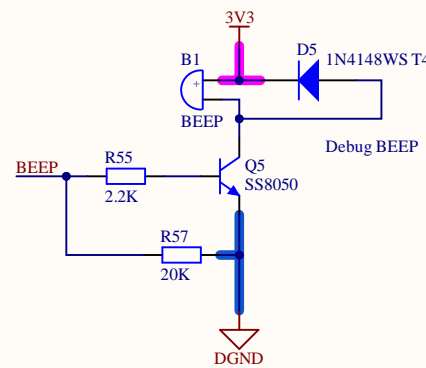 3V3
B1
D5
1N4148WS T4
+
BEEP
Debug BEEP
BEEP
R55
2.2K
Q5
SS8050
R57
20K
DGND